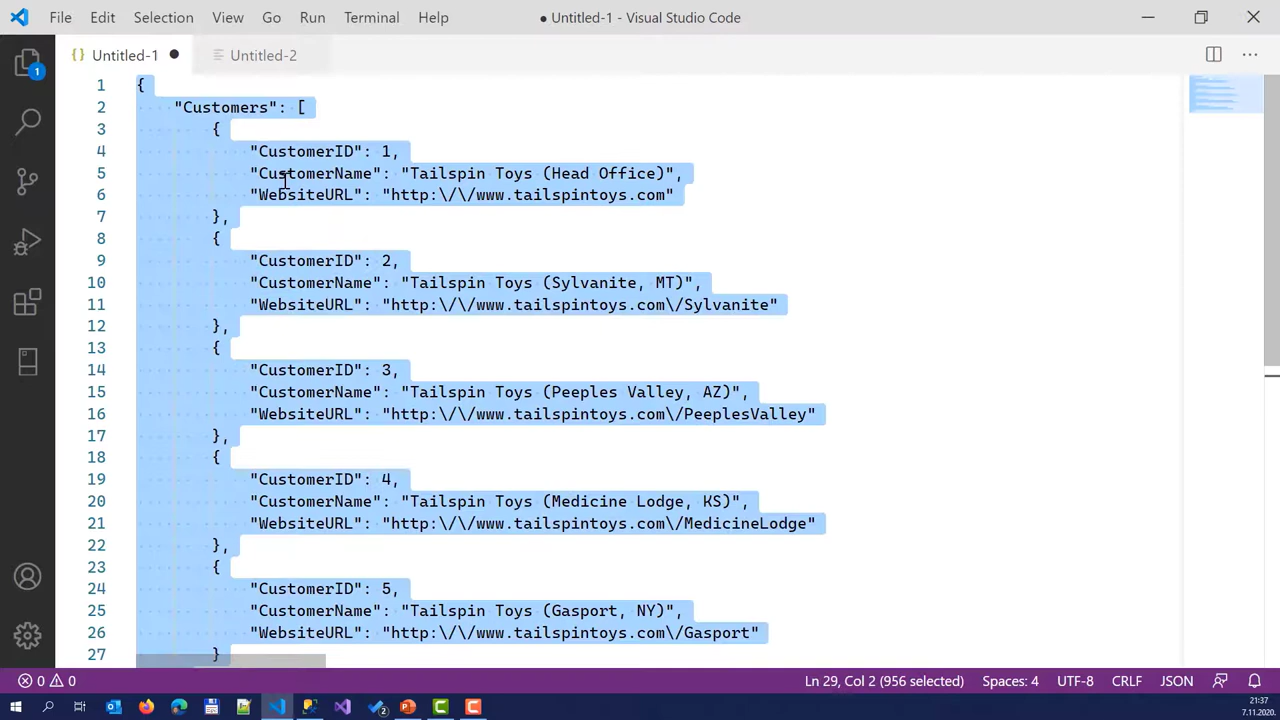 File Edit Selection View Go Run Terminal Help ● Untitled-1 - Visual Studio Code
{} Untitled-1 ● Untitled-2
1 {
2 "Customers": [
3 {
4 "CustomerID": 1,
5 "CustomerName": "Tailspin Toys (Head Office)",
6 "WebsiteURL": "http:\/\/www.tailspintoys.com"
7 },
8 {
9 "CustomerID": 2,
10 "CustomerName": "Tailspin Toys (Sylvanite, MT)",
11 "WebsiteURL": "http:\/\/www.tailspintoys.com\/Sylvanite"
12 },
13 {
14 "CustomerID": 3,
15 "CustomerName": "Tailspin Toys (Peeples Valley, AZ)",
16 "WebsiteURL": "http:\/\/www.tailspintoys.com\/PeeplesValley"
17 },
18 {
19 "CustomerID": 4,
20 "CustomerName": "Tailspin Toys (Medicine Lodge, KS)",
21 "WebsiteURL": "http:\/\/www.tailspintoys.com\/MedicineLodge"
22 },
23 {
24 "CustomerID": 5,
25 "CustomerName": "Tailspin Toys (Gasport, NY)",
26 "WebsiteURL": "http:\/\/www.tailspintoys.com\/Gasport"
27 }
1
0 0 Ln 29, Col 2 (956 selected) Spaces: 4 UTF-8 CRLF JSON
21:37
7.11.2020.